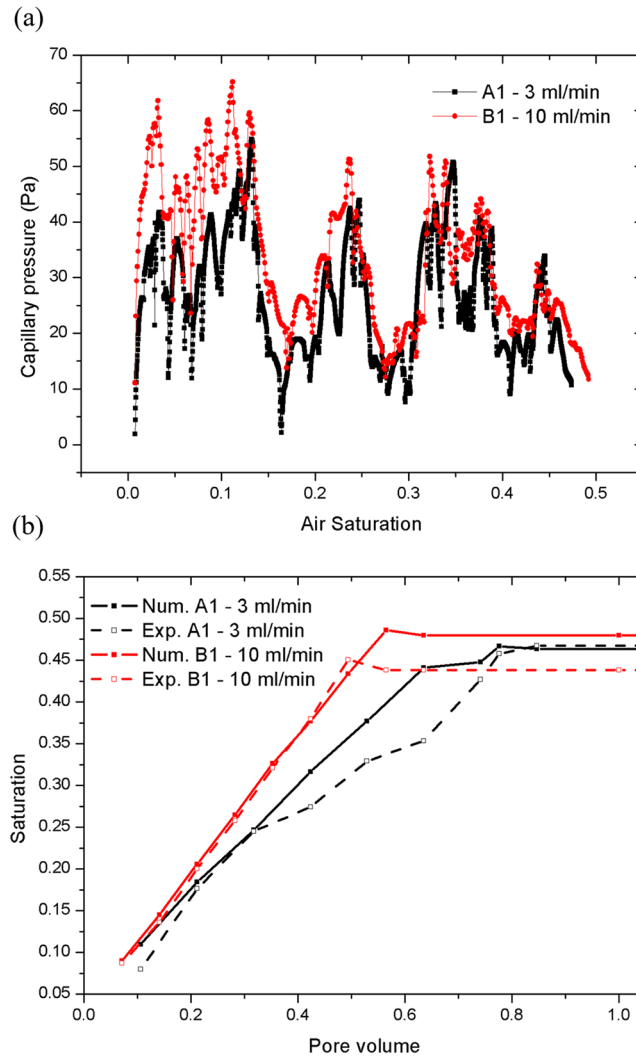 (a)
70
60
50
40
30
20
10
0
Capillary pressure (Pa)
A1 - 3 ml/min
B1 - 10 ml/min
0.0 0.1 0.2 0.3 0.4 0.5
Air Saturation
(b)
0.55
0.50
0.45
0.40
0.35
0.30
0.25
0.20
0.15
0.10
0.05
Saturation
Num. A1 - 3 ml/min
Exp. A1 - 3 ml/min
Num. B1 - 10 ml/min
Exp. B1 - 10 ml/min
0.0 0.2 0.4 0.6 0.8 1.0
Pore volume